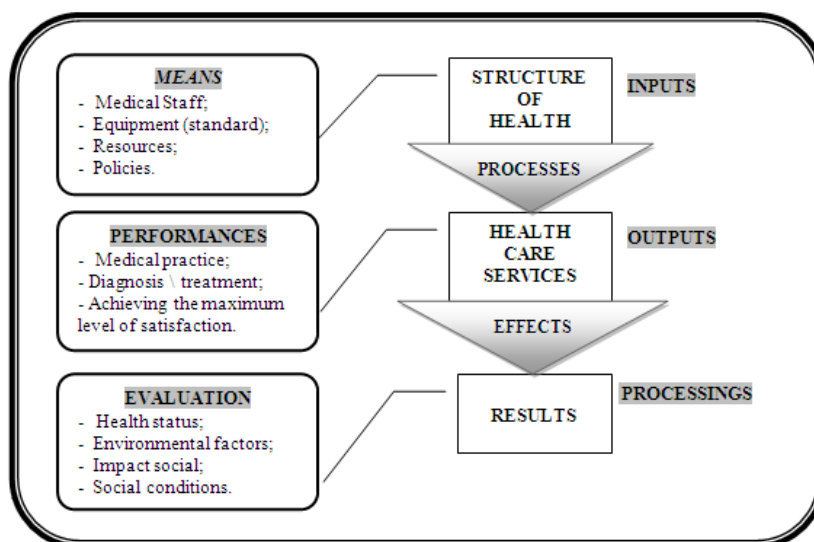 MEANS
- Medical Staff;
- Equipment (standard);
- Resources;
- Policies.
STRUCTURE
OF
HEALTH
INPUTS
PROCESSES
PERFORMANCES
- Medical practice;
- Diagnosis \ treatment;
- Achieving the maximum
level of satisfaction.
HEALTH
CARE
SERVICES
OUTPUTS
EFFECTS
EVALUATION
- Health status;
- Environmental factors;
- Impact social;
- Social conditions.
RESULTS
PROCESSINGS